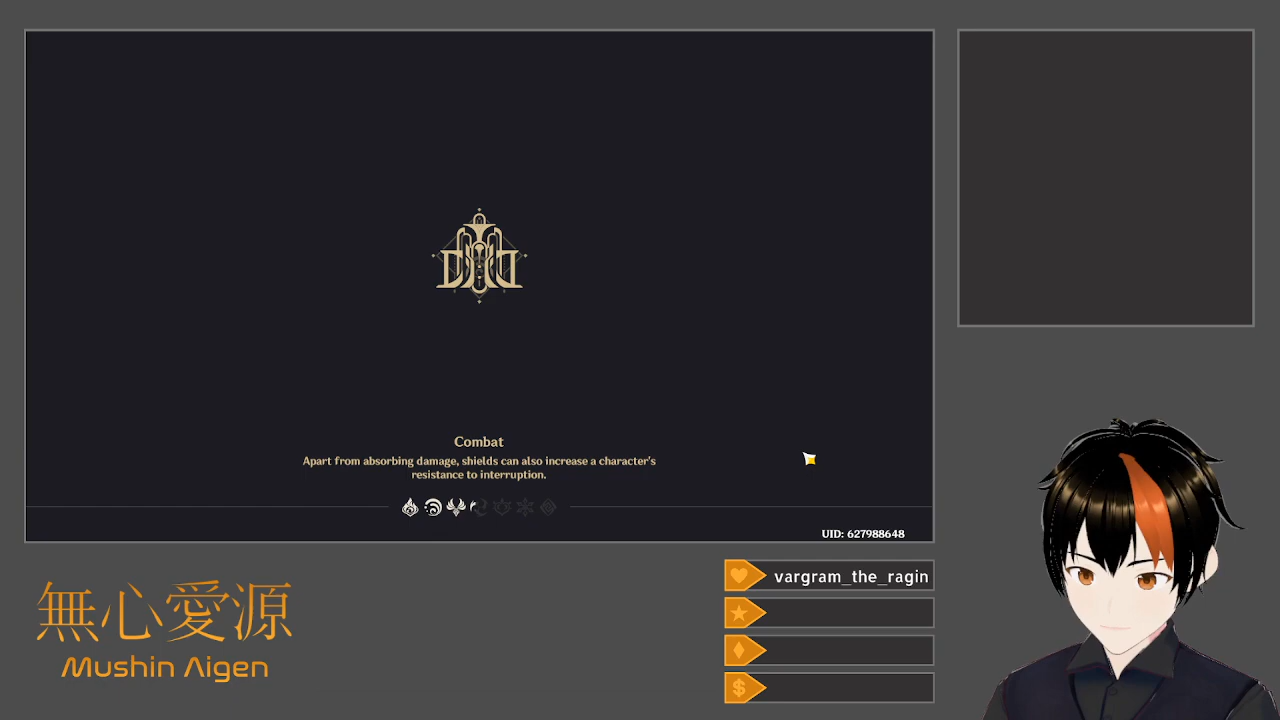 Combat
Apart from absorbing damage, shields can also increase a character's
resistance to interruption.
UID: 627988648
無心愛源
Mushin Aigen
vargram_the_ragin